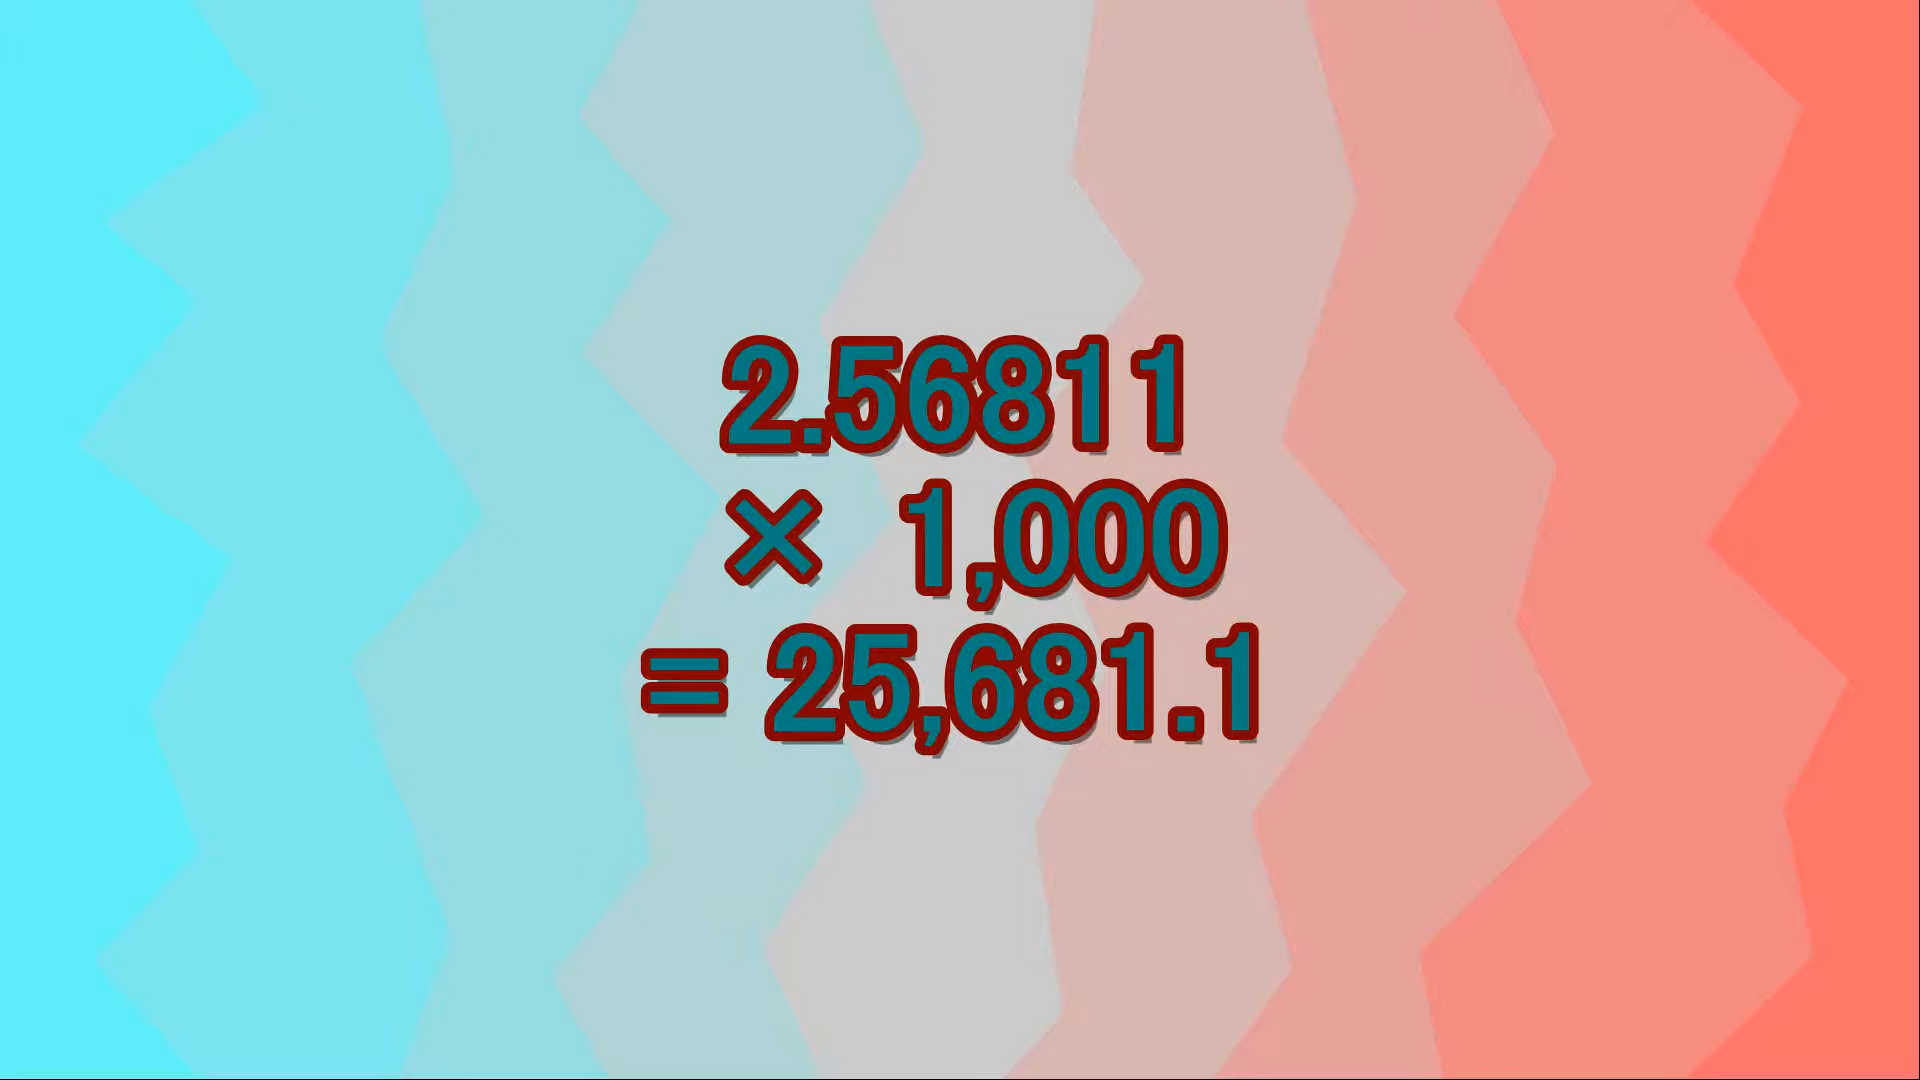 2.56811
× 1,000
= 25,681.1